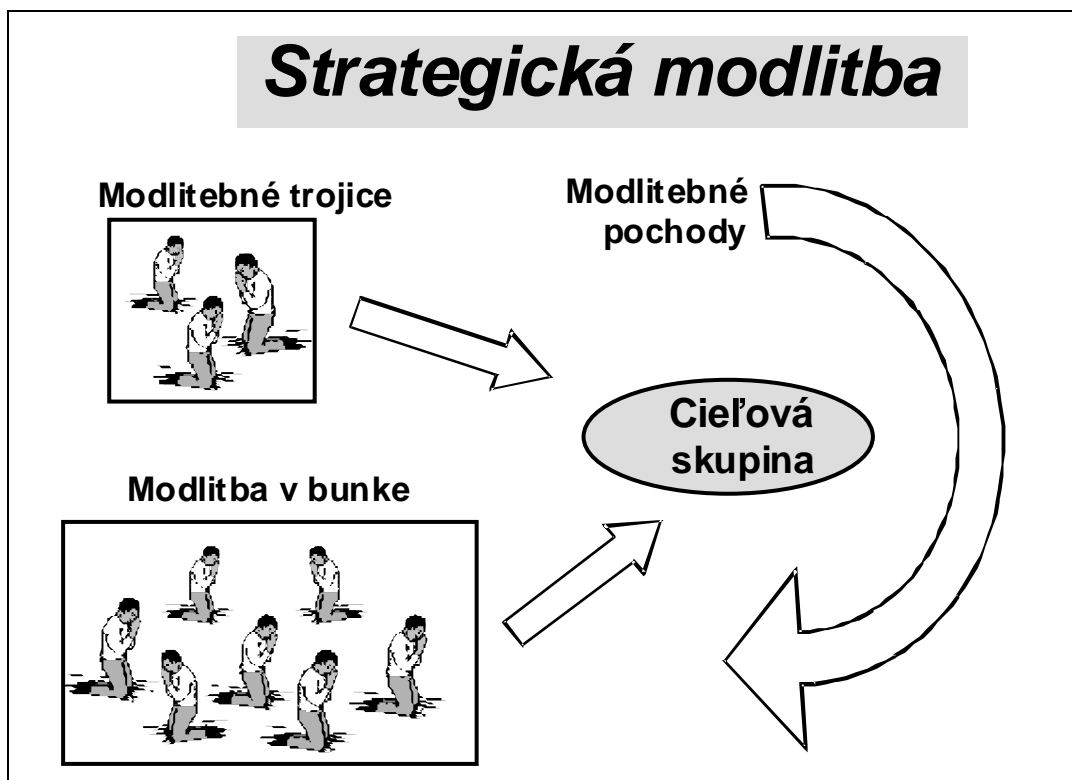 Strategická modlitba
Modlitebné trojice
Modlitebné
pochody
Cieľová
skupina
Modlitba v bunke